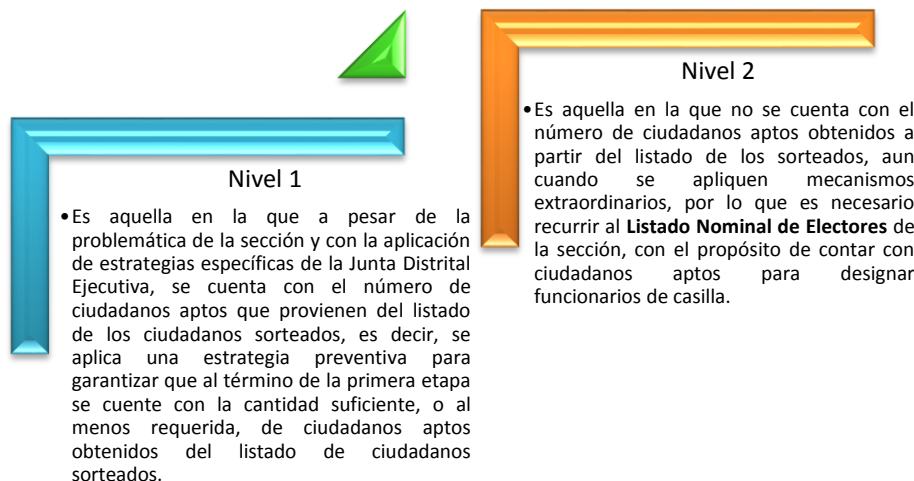 Nivel 1
•Es aquella en la que a pesar de la
problemática de la sección y con la aplicación
de estrategias específicas de la Junta Distrital
Ejecutiva, se cuenta con el número de
ciudadanos aptos que provienen del listado
de los ciudadanos sorteados, es decir, se
aplica una estrategia preventiva para
garantizar que al término de la primera etapa
se cuente con la cantidad suficiente, o al
menos requerida, de ciudadanos aptos
obtenidos del listado de ciudadanos
sorteados.
Nivel 2
•Es aquella en la que no se cuenta con el
número de ciudadanos aptos obtenidos a
partir del listado de los sorteados, aun
cuando se apliquen mecanismos
extraordinarios, por lo que es necesario
recurrir al Listado Nominal de Electores de
la sección, con el propósito de contar con
ciudadanos aptos para designar
funcionarios de casilla.